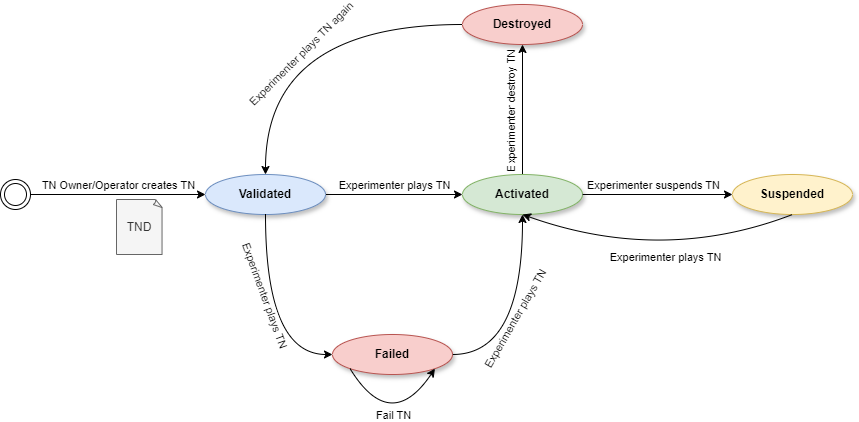 Destroyed
Experimenter plays TN again
Experimenter destroy TN
TN Owner/Operator creates TN
Validated
Experimenter plays TN
Activated
Experimenter suspends TN
Suspended
TND
Experimenter plays TN
Experimenter plays TN
Experimenter plays TN
Failed
Fail TN